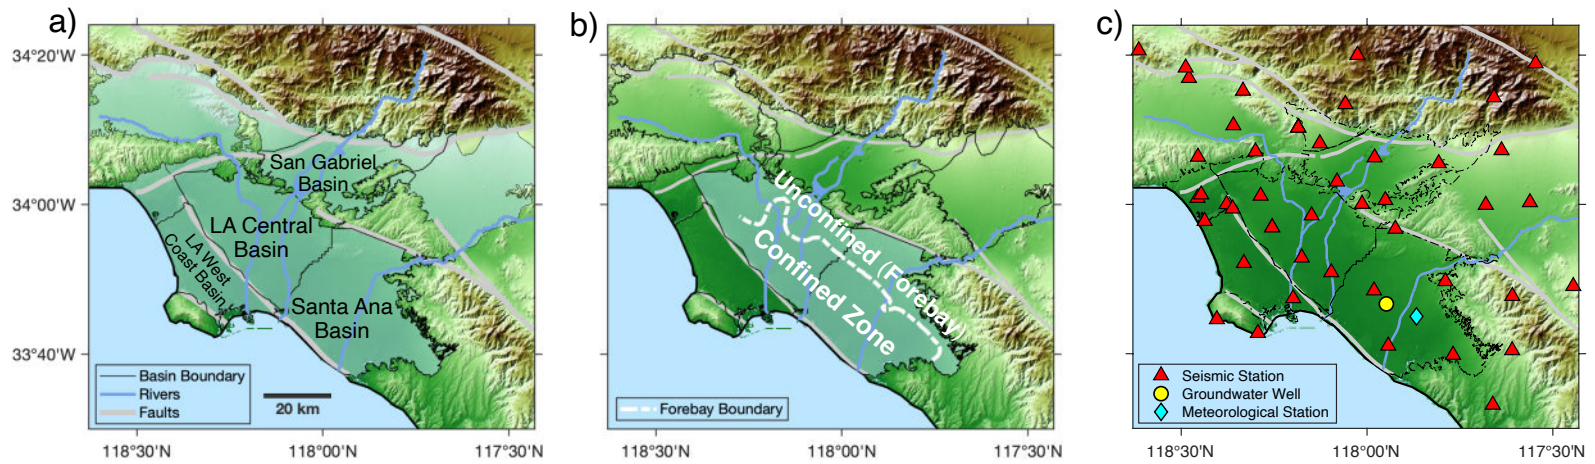 a)
34°20'W
34°00'W
33°40'W
San Gabriel
Basin
LA Central
Basin
LA West
Coast Basin
Santa Ana
Basin
Basin Boundary
Rivers
Faults
20 km
118°30'N
118°00'N
117°30'N
b)
Unconfined (Forebay)
Confined Zone
Forebay Boundary
118°30'N
118°00'N
117°30'N
c)
Seismic Station
Groundwater Well
Meteorological Station
118°30'N
118°00'N
117°30'N